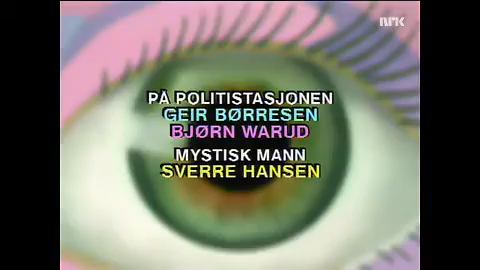 nrk
PÅ POLITISTASJONEN
GEIR BØRRESEN
BJØRN WARUD
MYSTISK MANN
SVERRE HANSEN